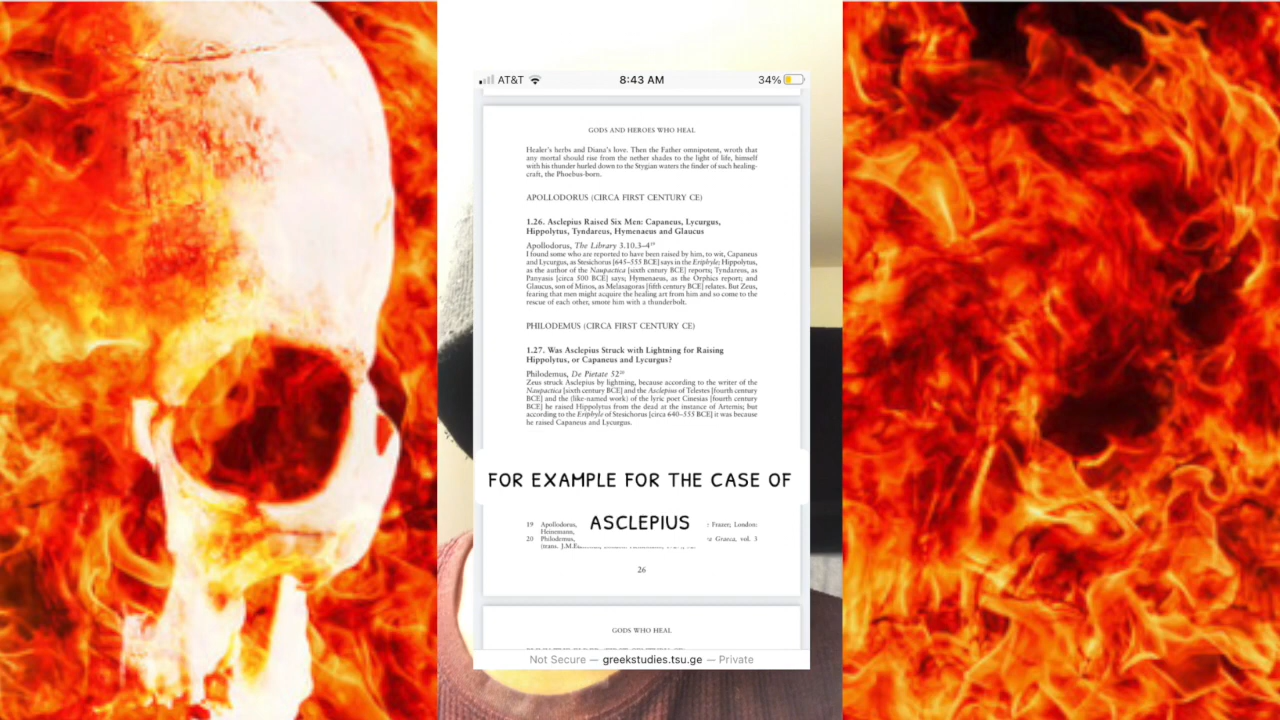 AT&T 8:43 AM 34%
GODS AND HEROES WHO HEAL
Healer's herbs and Diana's love. Then the Father omnipotent, wroth that
any mortal should rise from the nether shades to the light of life, himself
with his thunder hurled down to the Stygian waters the finder of such healing-
craft, the Phoebus-born.
APOLLODORUS (CIRCA FIRST CENTURY CE)
1.26. Asclepius Raised Six Men: Capaneus, Lycurgus,
Hippolytus, Tyndareus, Hymenaeus and Glaucus
Apollodorus, The Library 3.10.3–4¹⁹
I found some who are reported to have been raised by him, to wit, Capaneus
and Lycurgus, as Stesichorus [645–555 BCE] says in the Eriphyle; Hippolytus,
as the author of the Naupactica [sixth cntury BCE] reports; Tyndareus, as
Panyasis [circa 500 BCE] says; Hymenaeus, as the Orphics report; and
Glaucus, son of Minos, as Melasagoras [fifth century BCE] relates. But Zeus,
fearing that men might acquire the healing art from him and so come to the
rescue of each other, smote him with a thunderbolt.
PHILODEMUS (CIRCA FIRST CENTURY CE)
1.27. Was Asclepius Struck with Lightning for Raising
Hippolytus, or Capaneus and Lycurgus?
Philodemus, De Pietate 52²⁰
Zeus struck Asclepius by lightning, because according to the writer of the
Naupactica [sixth century BCE] and the Asclepius of Telestes [fourth century
BCE] and the (like-named work) of the lyric poet Cinesias [fourth century
BCE] he raised Hippolytus from the dead at the instance of Artemis; but
according to the Eriphyle of Stesichorus [circa 640–555 BCE] it was because
he raised Capaneus and Lycurgus.
FOR EXAMPLE FOR THE CASE OF
ASCLEPIUS
19 Apollodorus, Frazer; London:
Heinemann,
20 Philodemus, Graeca, vol. 3
(trans.
26
GODS WHO HEAL
Not Secure — greekstudies.tsu.ge — Private